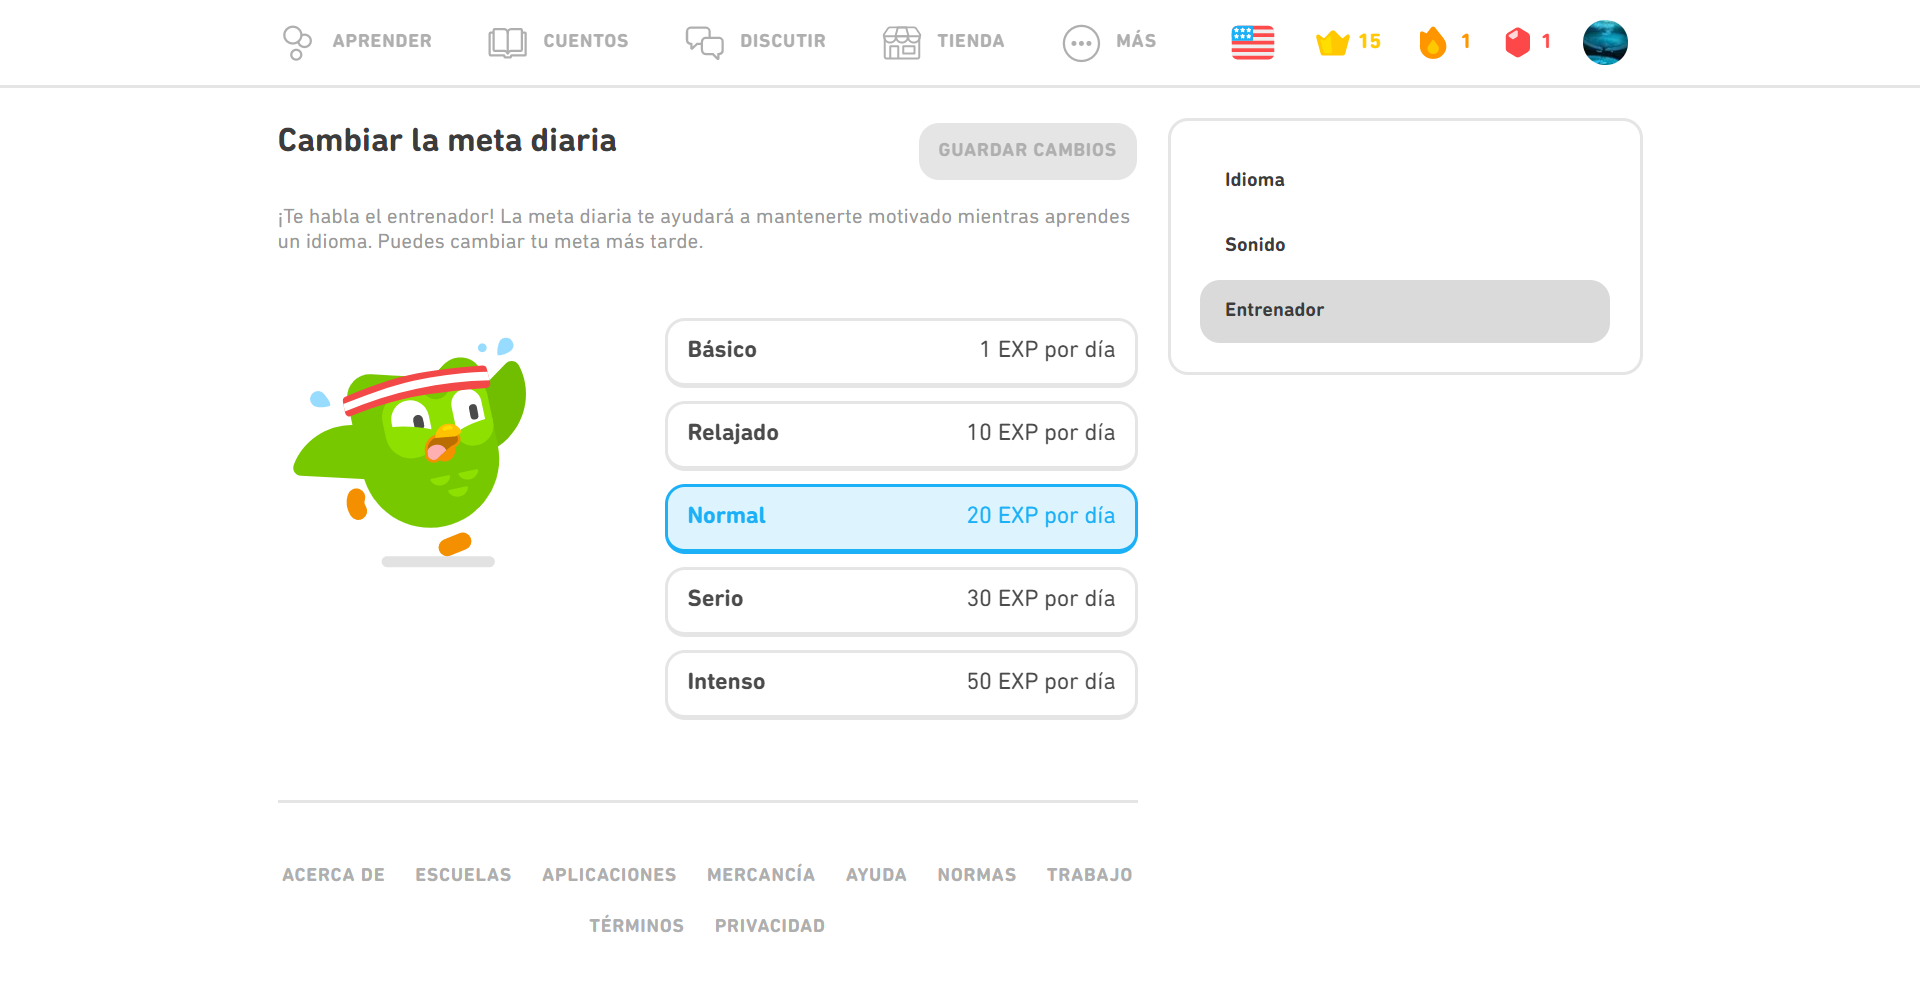 APRENDER CUENTOS DISCUTIR TIENDA MÁS 15 1 1
Cambiar la meta diaria
GUARDAR CAMBIOS
¡Te habla el entrenador! La meta diaria te ayudará a mantenerte motivado mientras aprendes
un idioma. Puedes cambiar tu meta más tarde.
Básico 1 EXP por día
Relajado 10 EXP por día
Normal 20 EXP por día
Serio 30 EXP por día
Intenso 50 EXP por día
Idioma
Sonido
Entrenador
ACERCA DE ESCUELAS APLICACIONES MERCANCÍA AYUDA NORMAS TRABAJO
TÉRMINOS PRIVACIDAD